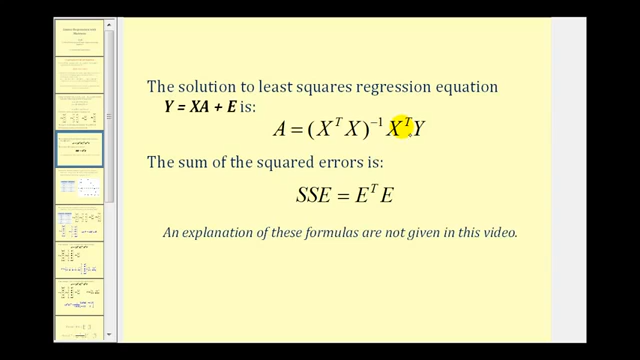 The solution to least squares regression equation
Y = XA + E is:
A = (X^T X)^{-1} X^T Y
The sum of the squared errors is:
SSE = E^T E
An explanation of these formulas are not given in this video.